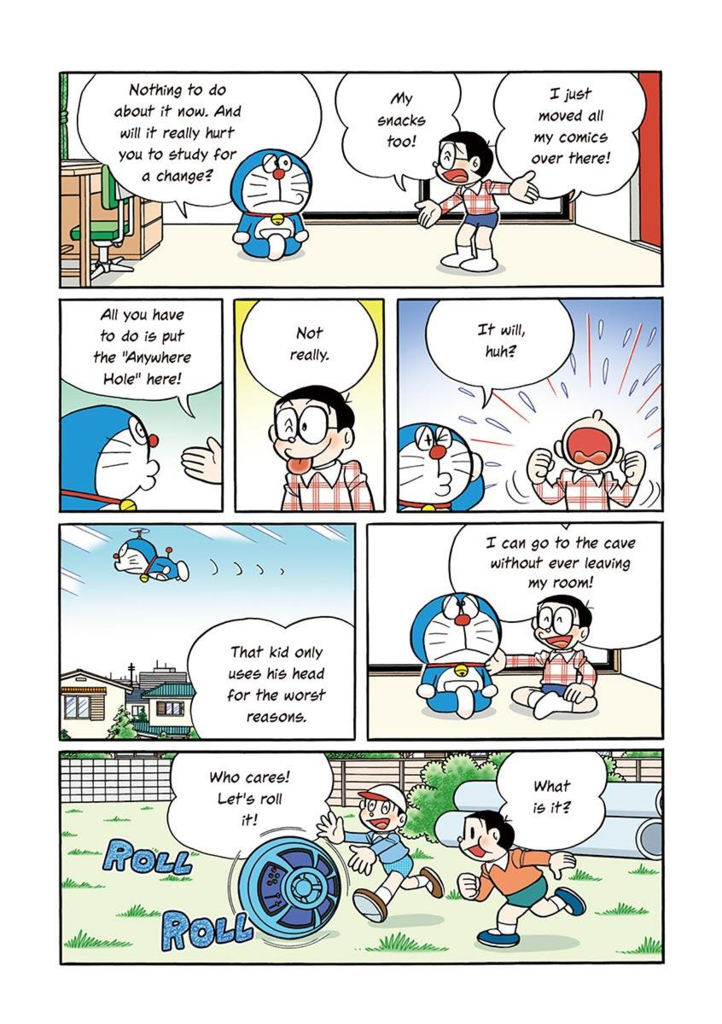 I just
moved all
my comics
over there!
My
snacks
too!
Nothing to do
about it now. And
will it really hurt
you to study for
a change?
It will,
huh?
Not
really.
All you have
to do is put
the "Anywhere
Hole" here!
I can go to the cave
without ever leaving
my room!
That kid only
uses his head
for the worst
reasons.
What
is it?
Who cares!
Let's roll
it!
ROLL
ROLL